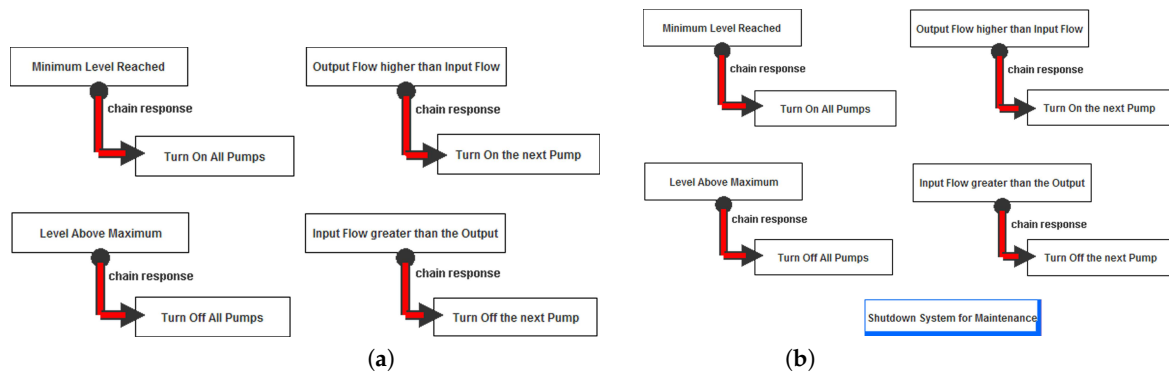 Minimum Level Reached
chain response
Turn On All Pumps
Output Flow higher than Input Flow
chain response
Turn On the next Pump
Level Above Maximum
chain response
Turn Off All Pumps
Input Flow greater than the Output
chain response
Turn Off the next Pump
(a)
Minimum Level Reached
chain response
Turn On All Pumps
Output Flow higher than Input Flow
chain response
Turn On the next Pump
Level Above Maximum
chain response
Turn Off All Pumps
Input Flow greater than the Output
chain response
Turn Off the next Pump
Shutdown System for Maintenance
(b)